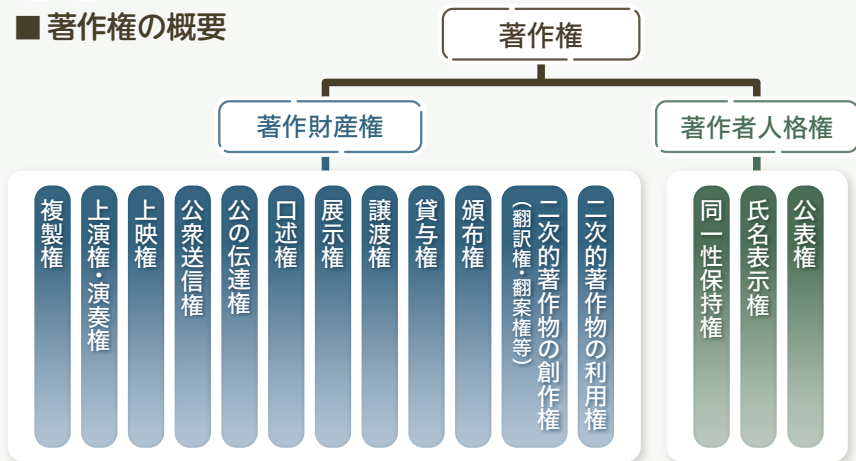 ■ 著作権の概要
著作権
著作財産権
著作者人格権
複製権
上演権・演奏権
上映権
公衆送信権
公の伝達権
口述権
展示権
譲渡権
貸与権
頒布権
二次的著作物の創作権
（翻訳権・翻案権等）
二次的著作物の利用権
同一性保持権
氏名表示権
公表権